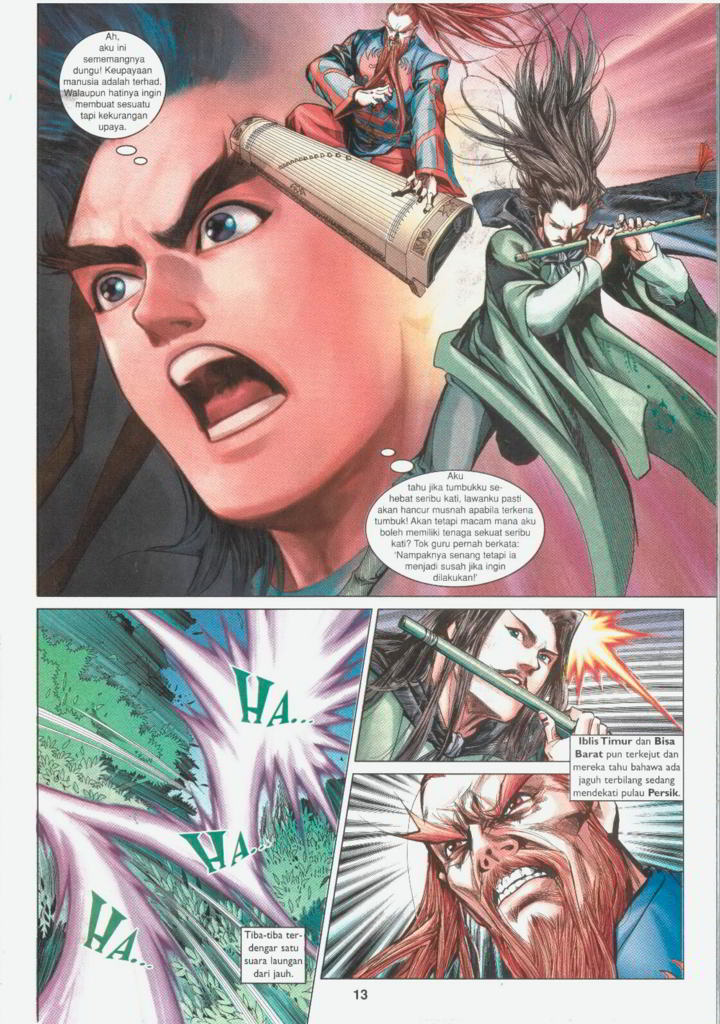 Ah,
aku ini
sememangnya
dungu! Keupayaan
manusia adalah terhad.
Walaupun hatinya ingin
membuat sesuatu
tapi kekurangan
upaya.
Aku
tahu jika tumbukku se-
hebat seribu kati, lawanku pasti
akan hancur musnah apabila terkena
tumbuk! Akan tetapi macam mana aku
boleh memiliki tenaga sekuat seribu
kati? Tok guru pernah berkata:
'Nampaknya senang tetapi ia
menjadi susah jika ingin
dilakukan!'
HA...
HA...
HA...
Tiba-tiba ter-
dengar satu
suara laungan
dari jauh.
Iblis Timur dan Bisa
Barat pun terkejut dan
mereka tahu bahawa ada
jaguh terbilang sedang
mendekati pulau Persik.
13